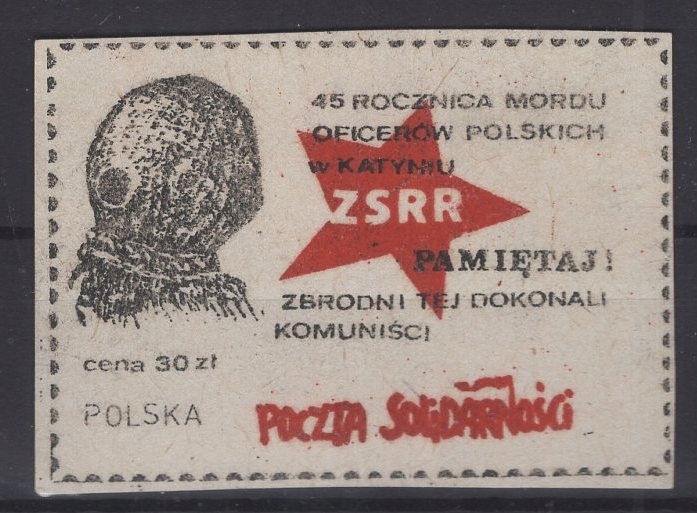 45 ROCZNICA MORDU
OFICERÓW POLSKICH
w KATYNIU
ZSRR
PAMIĘTAJ!
ZBRODNI TEJ DOKONALI
KOMUNIŚCI
cena 30 zł
POLSKA
POCZTA SOLIDARNOŚCI